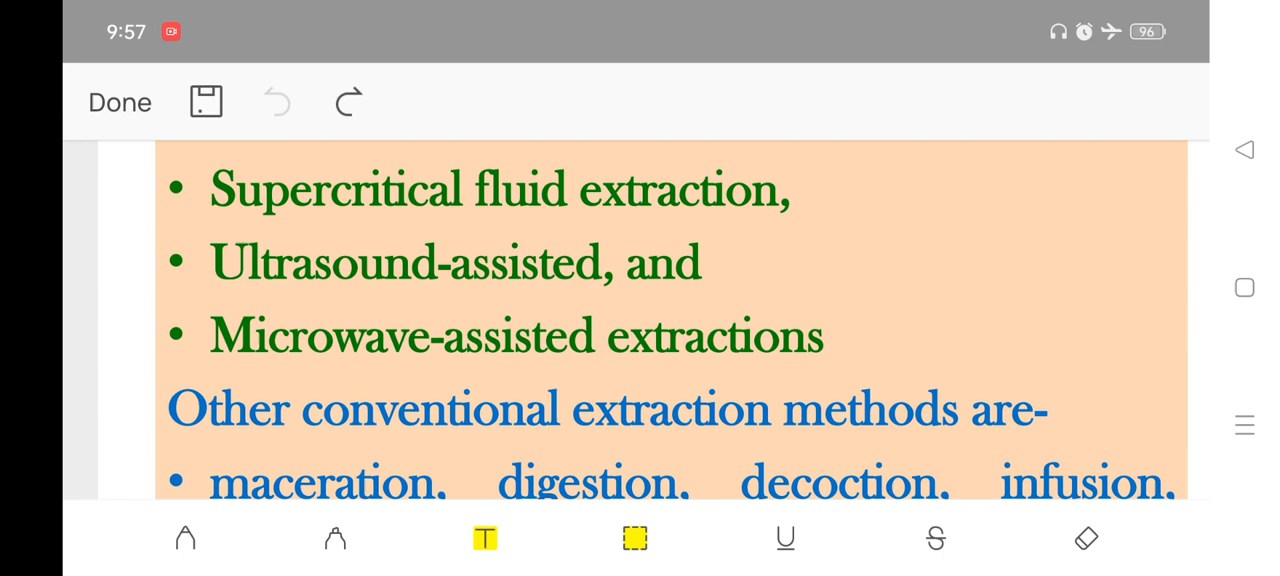 9:57
96
Done
• Supercritical fluid extraction,
• Ultrasound-assisted, and
• Microwave-assisted extractions
Other conventional extraction methods are-
• maceration, digestion, decoction, infusion,
T
U
S